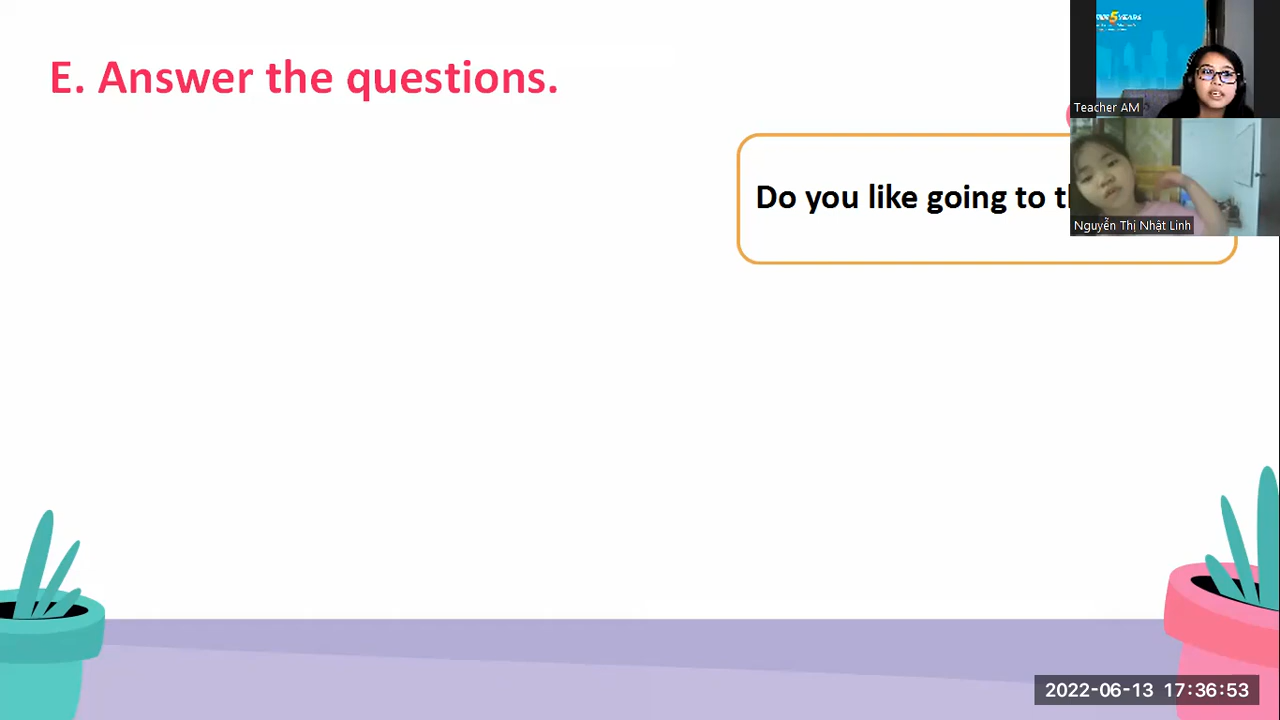 E. Answer the questions.
Do you like going to
Teacher AM
Nguyễn Thị Nhật Linh
2022-06-13 17:36:53